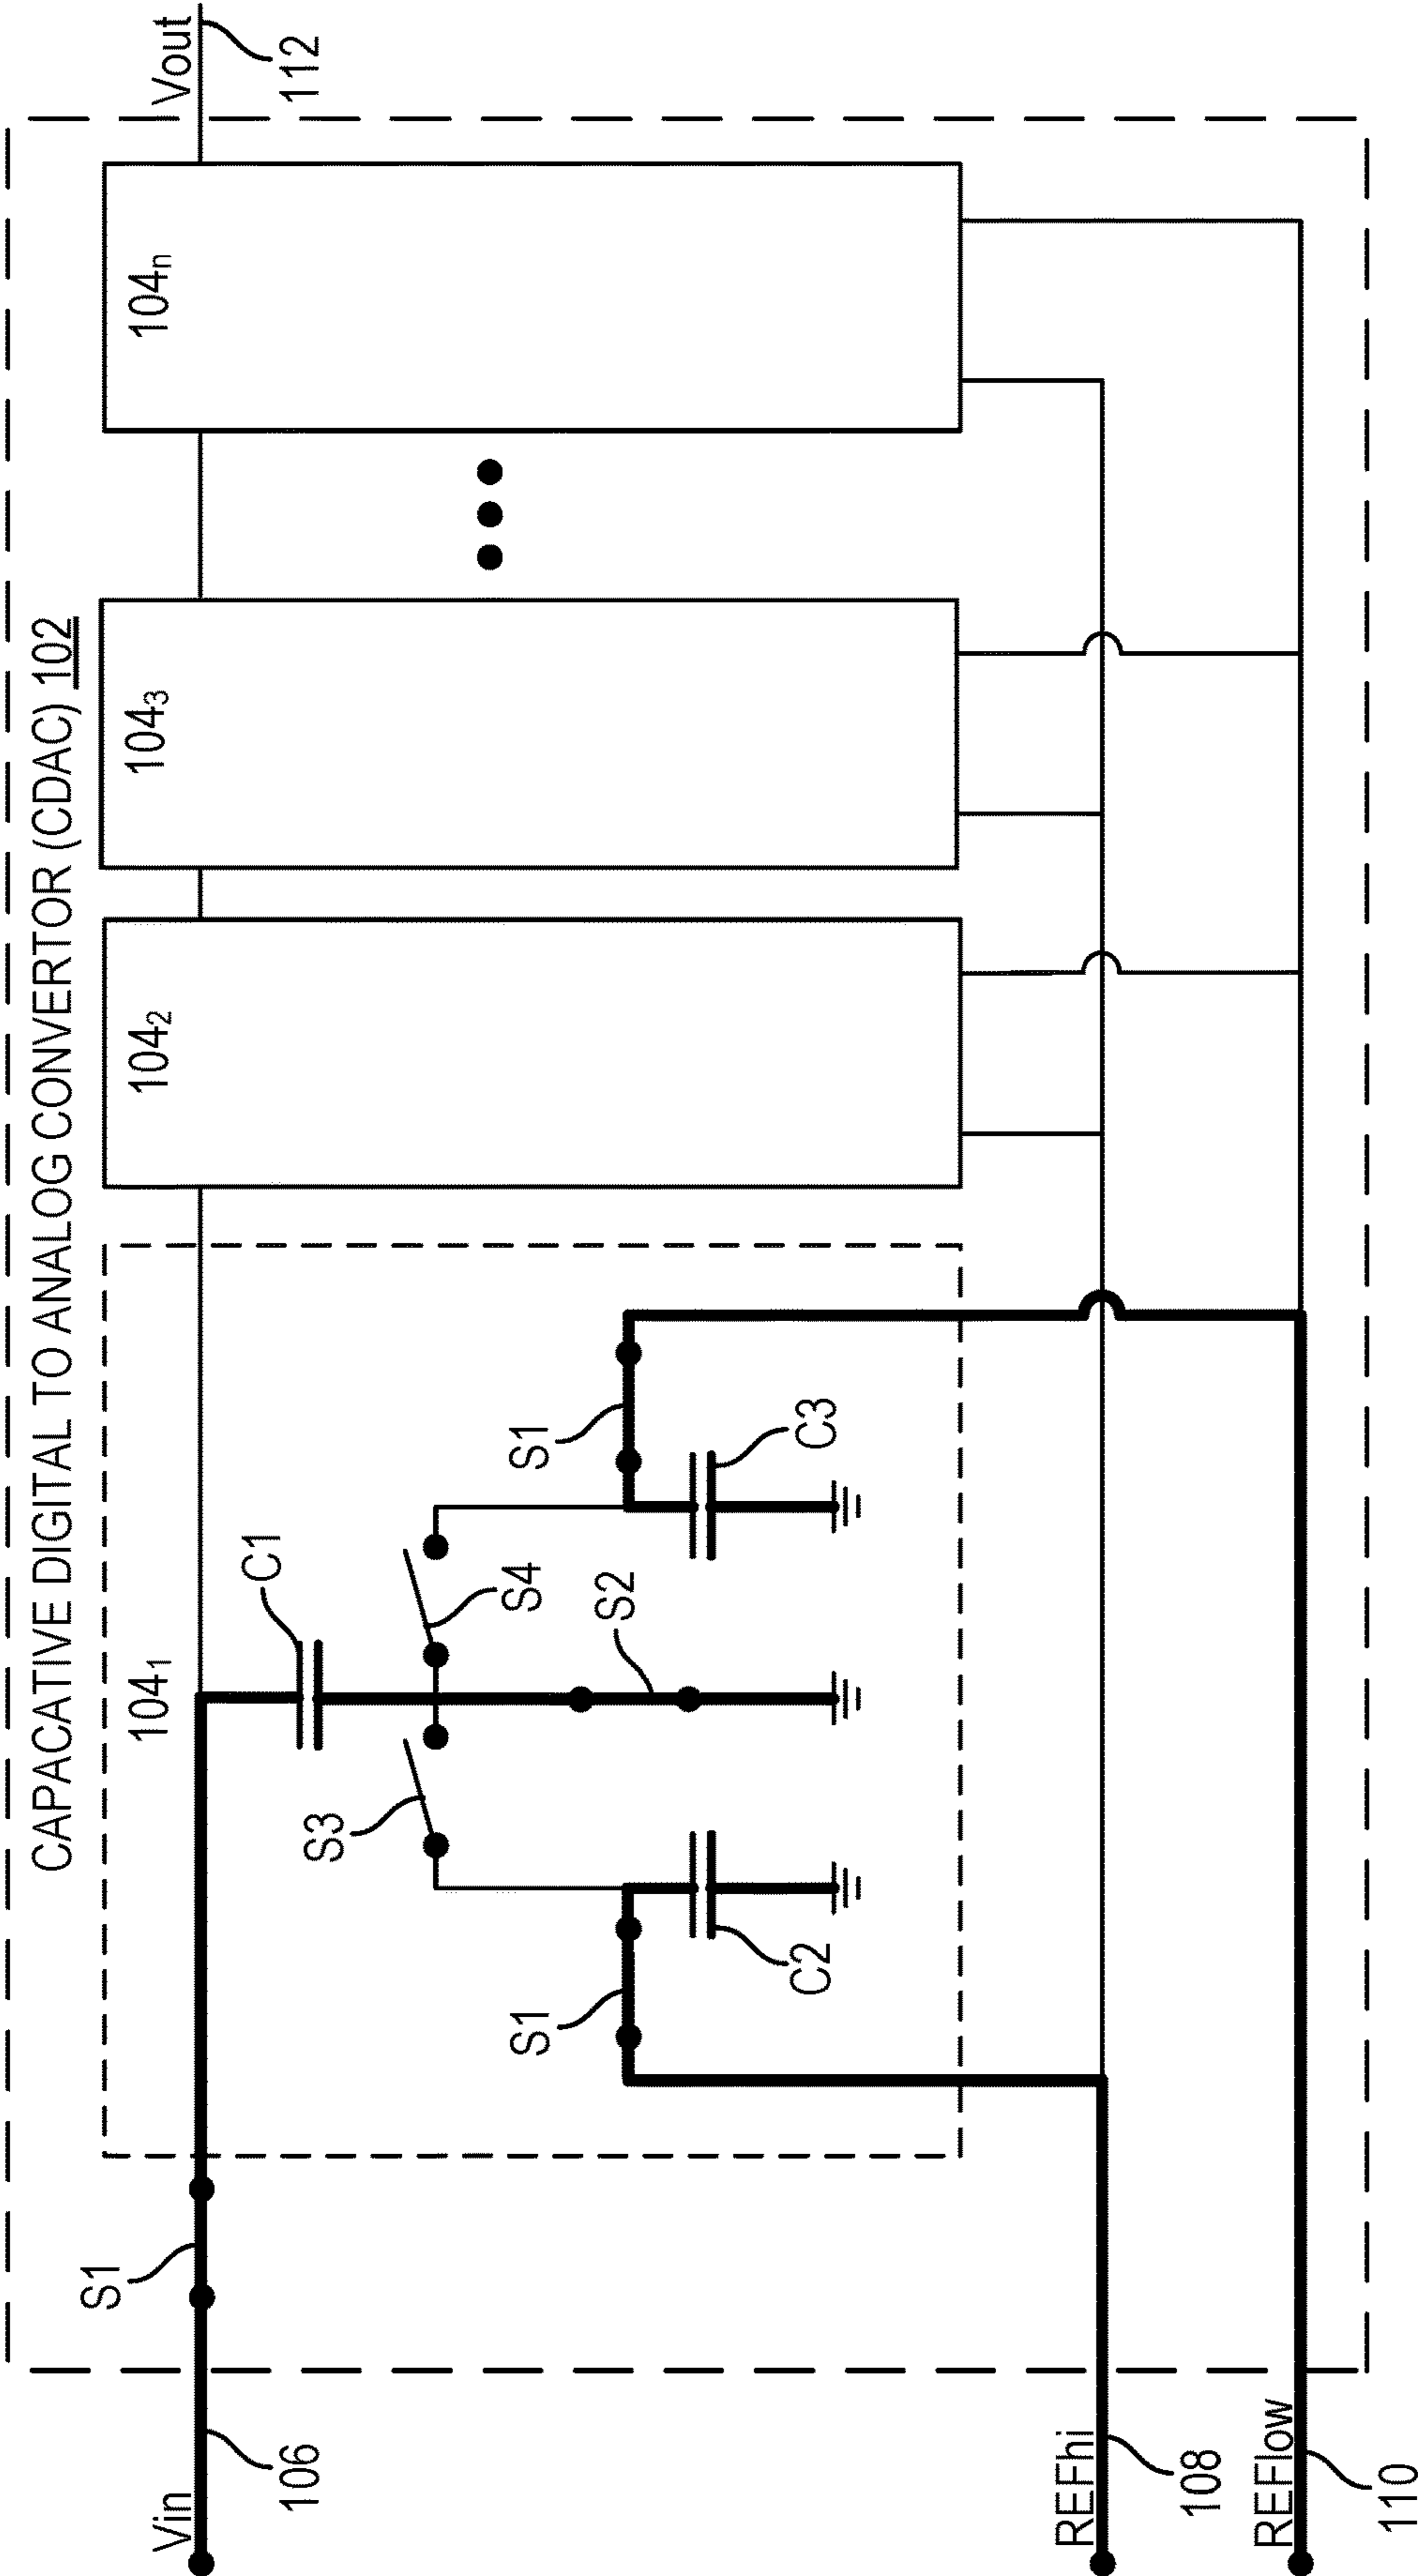 CAPACATIVE DIGITAL TO ANALOG CONVERTOR (CDAC) 102
Vin
106
S1
104₁
C1
S3
S4
S1
S2
S1
C2
C3
104₂
104₃
104ₙ
Vout
112
REFhi
108
REFlow
110